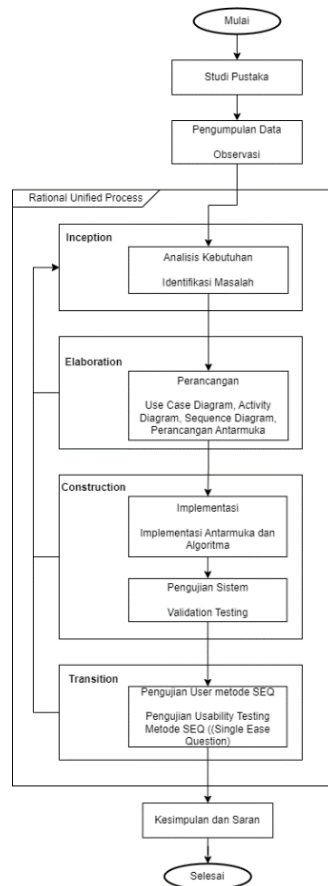 Mulai
Studi Pustaka
Pengumpulan Data
Observasi
Rational Unified Process
Inception
Analisis Kebutuhan
Identifikasi Masalah
Elaboration
Perancangan
Use Case Diagram, Activity
Diagram, Sequence Diagram,
Perancangan Antarmuka
Construction
Implementasi
Implementasi Antarmuka dan
Algoritma
Pengujian Sistem
Validation Testing
Transition
Pengujian User metode SEQ
Pengujian Usability Testing
Metode SEQ ((Single Ease
Question)
Kesimpulan dan Saran
Selesai